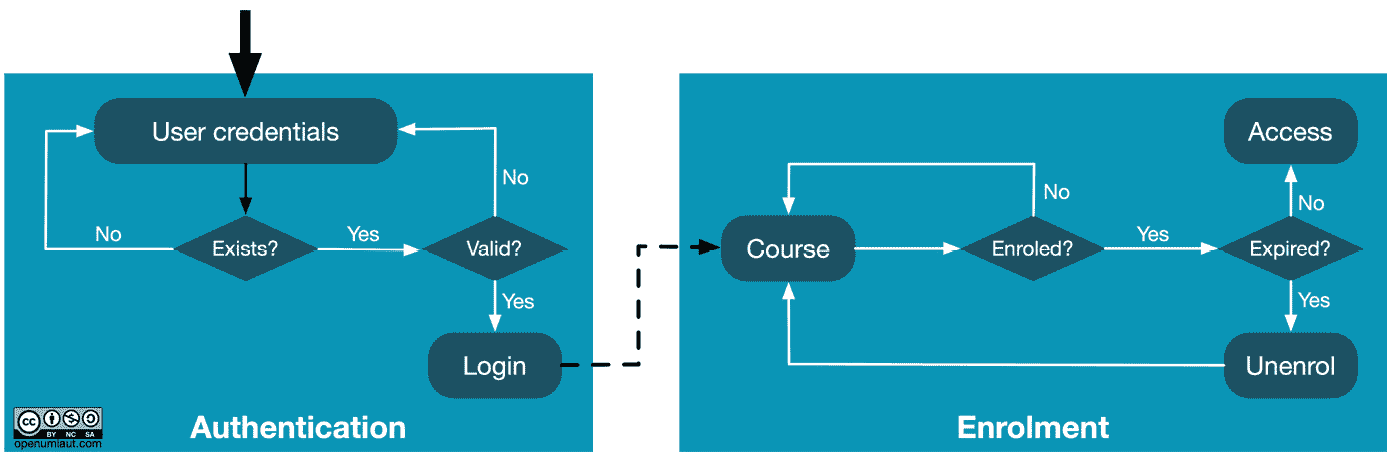 User credentials
No
Exists?
Yes
Valid?
No
Yes
Login
Authentication
cc
BY NC SA
openumlaut.com
Course
Enroled?
No
Yes
Expired?
No
Access
Yes
Unenrol
Enrolment